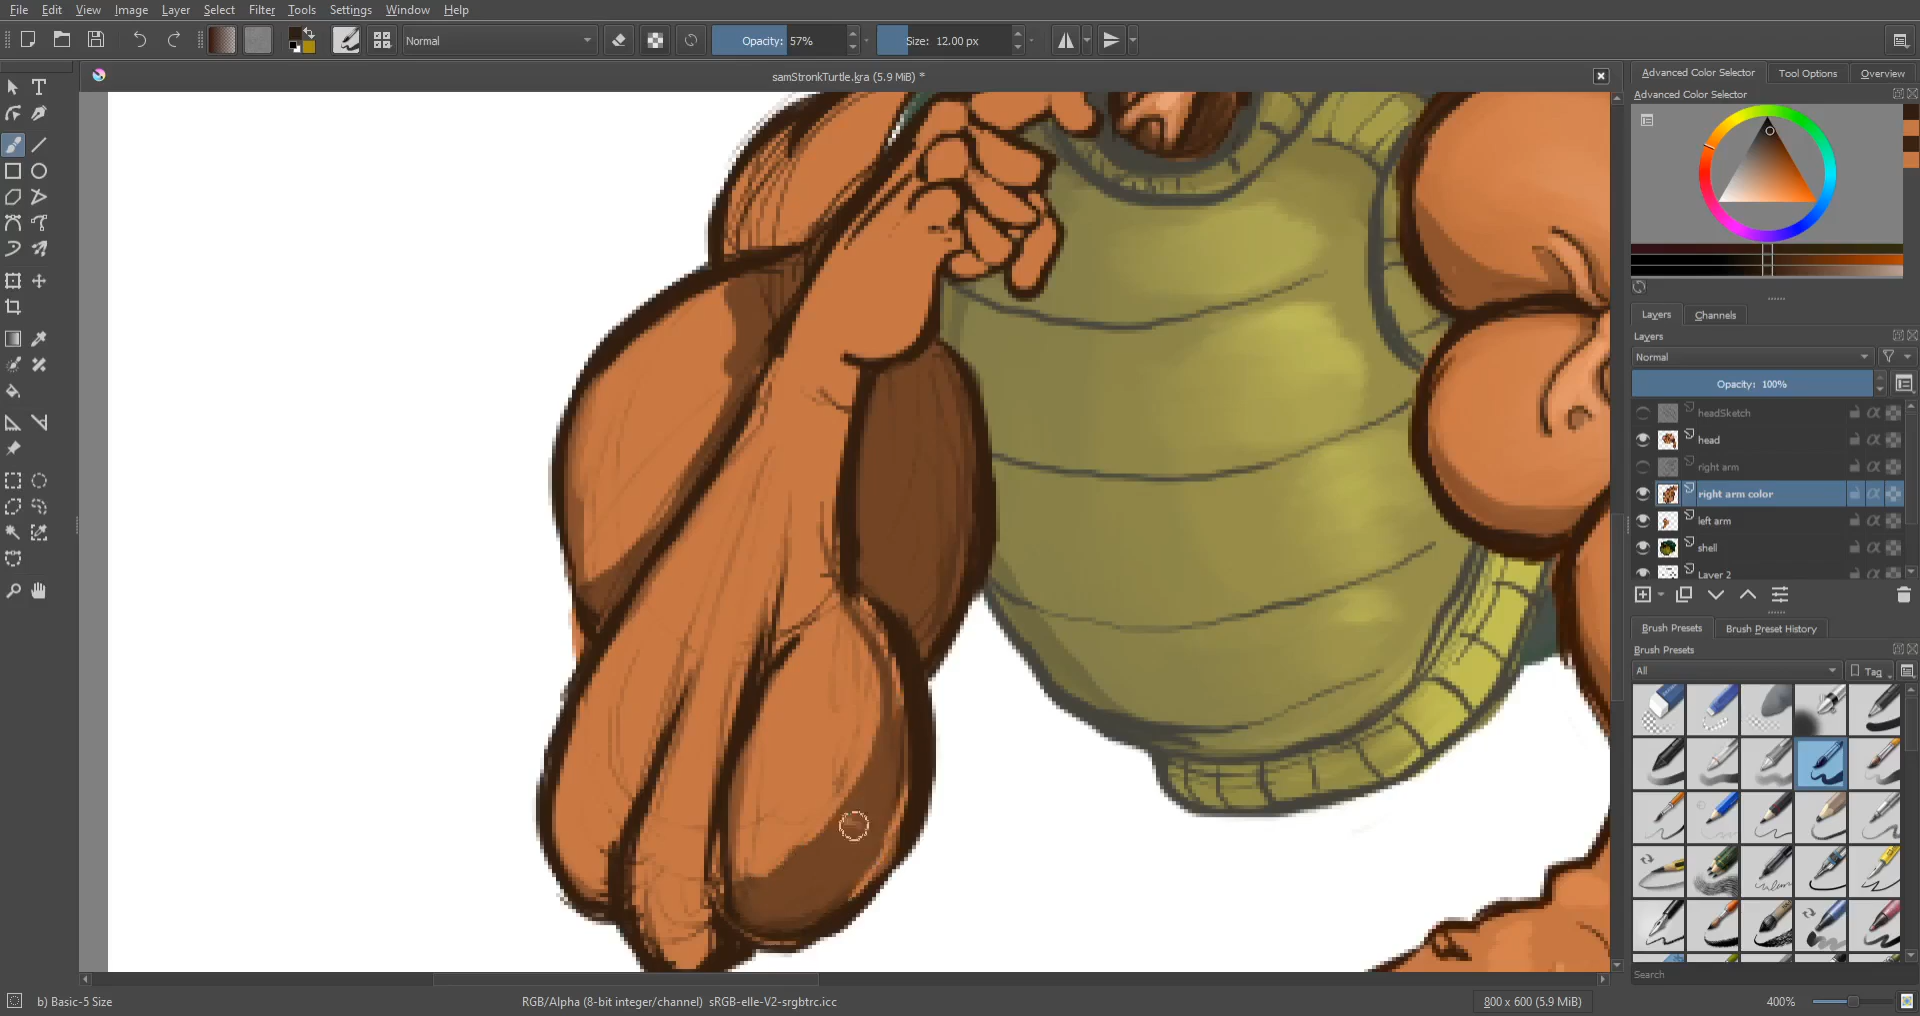 File Edit View Image Layer Select Filter Tools Settings Window Help
Normal Opacity: 57% Size: 12.00 px
samStronkTurtle.kra (5.9 MiB) *
Advanced Color Selector Tool Options Overview
Advanced Color Selector
Layers Channels
Layers
Normal
Opacity: 100%
headSketch
head
right arm
right arm color
left arm
shell
Layer 2
Brush Presets Brush Preset History
Brush Presets
All Tag
Search
b) Basic-5 Size RGB/Alpha (8-bit integer/channel) sRGB-elle-V2-srgbtrc.icc 800 x 600 (5.9 MiB) 400%